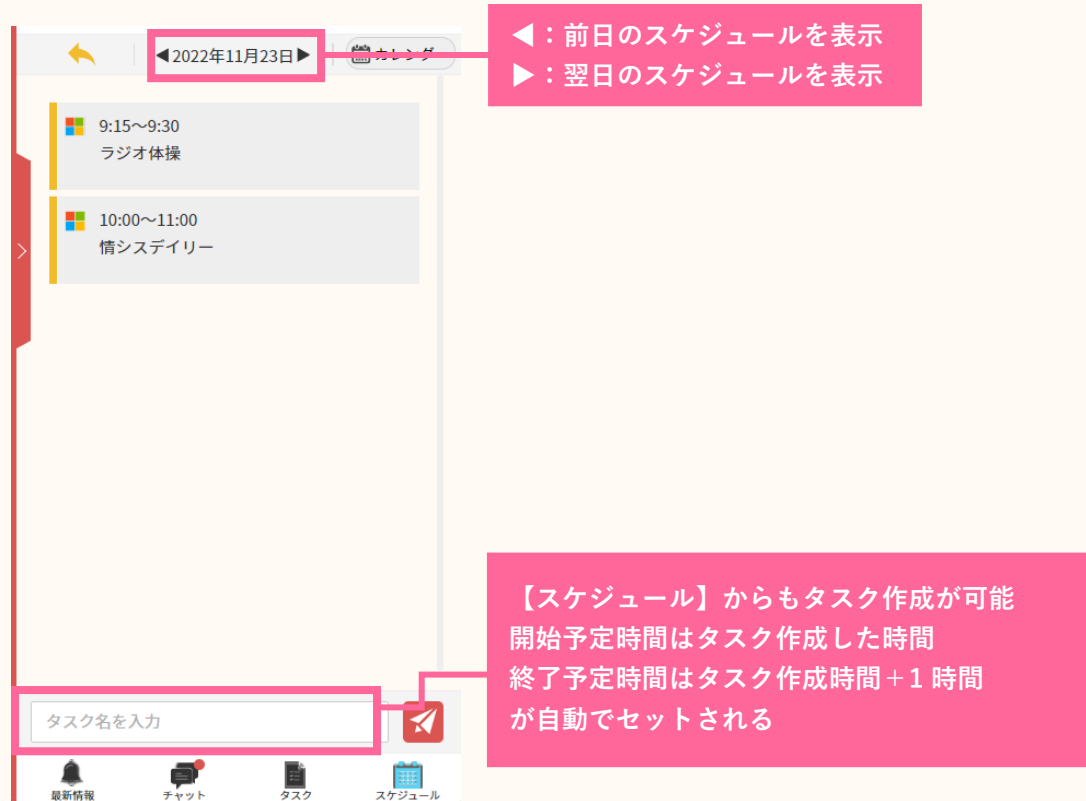 ◀2022年11月23日▶
カレンダー
◀：前日のスケジュールを表示
▶：翌日のスケジュールを表示
9:15～9:30
ラジオ体操
10:00～11:00
情シスデイリー
【スケジュール】からもタスク作成が可能
開始予定時間はタスク作成した時間
終了予定時間はタスク作成時間＋1時間
が自動でセットされる
タスク名を入力
最新情報
チャット
タスク
スケジュール